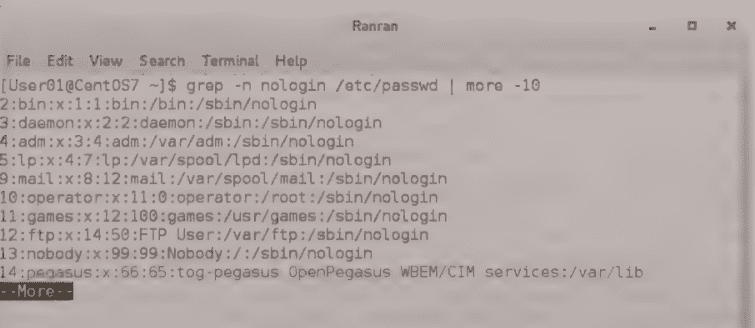 Ranran
File Edit View Search Terminal Help
[User01@CentOS7 ~]$ grep -n nologin /etc/passwd | more -10
2:bin:x:1:1:bin:/bin:/sbin/nologin
3:daemon:x:2:2:daemon:/sbin:/sbin/nologin
4:adm:x:3:4:adm:/var/adm:/sbin/nologin
5:lp:x:4:7:lp:/var/spool/lpd:/sbin/nologin
9:mail:x:8:12:mail:/var/spool/mail:/sbin/nologin
10:operator:x:11:0:operator:/root:/sbin/nologin
11:games:x:12:100:games:/usr/games:/sbin/nologin
12:ftp:x:14:50:FTP User:/var/ftp:/sbin/nologin
13:nobody:x:99:99:Nobody:/:/sbin/nologin
14:pegasus:x:66:65:tog-pegasus OpenPegasus WBEM/CIM services:/var/lib
--More--